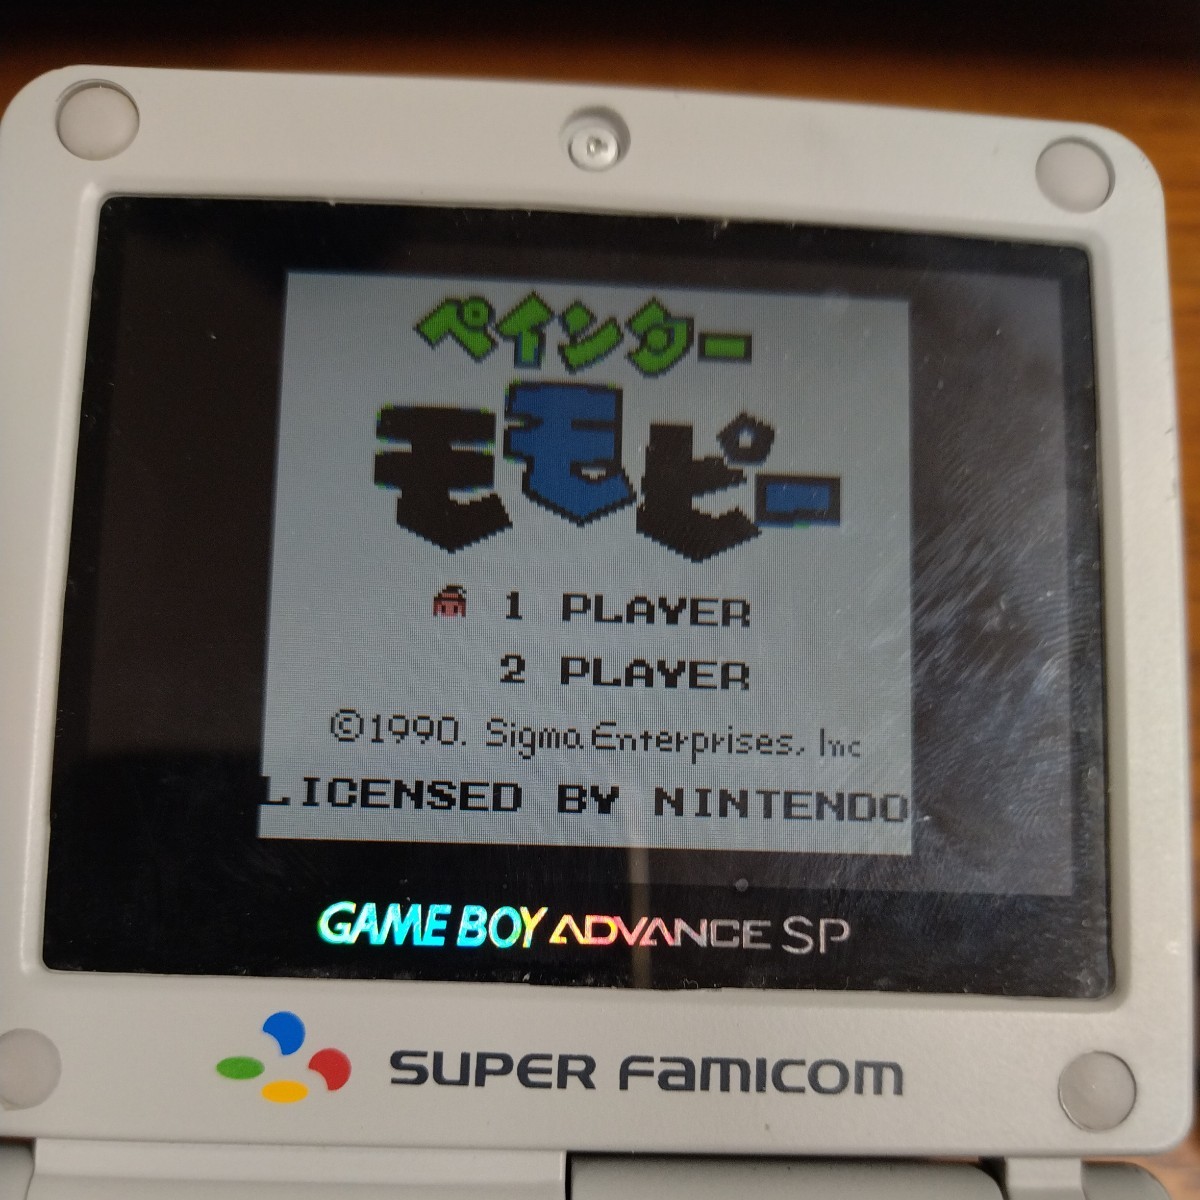 ペインター
モモピー
1 PLAYER
2 PLAYER
©1990. Sigma Enterprises, Inc
LICENSED BY NINTENDO
GAME BOY ADVANCE SP
SUPER FAMICOM